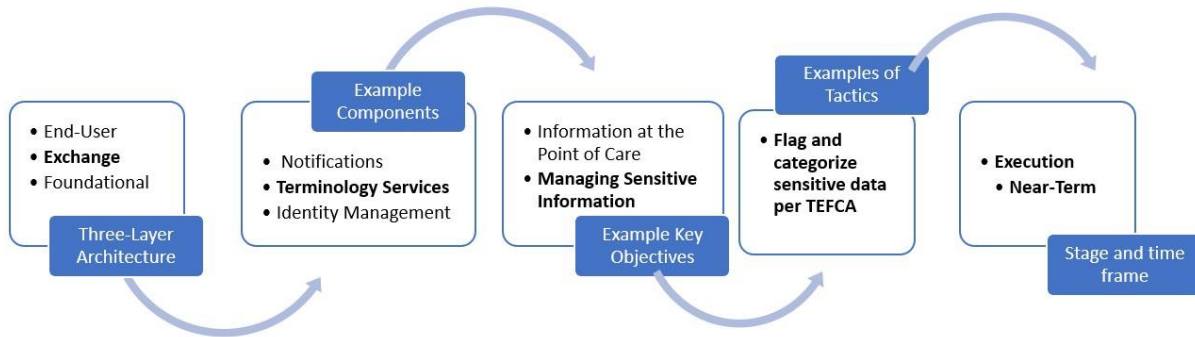 • End-User
• Exchange
• Foundational
Three-Layer
Architecture
Example
Components
• Notifications
• Terminology Services
• Identity Management
• Information at the
Point of Care
• Managing Sensitive
Information
Example Key
Objectives
Examples of
Tactics
• Flag and
categorize
sensitive data
per TEFCA
• Execution
• Near-Term
Stage and time
frame